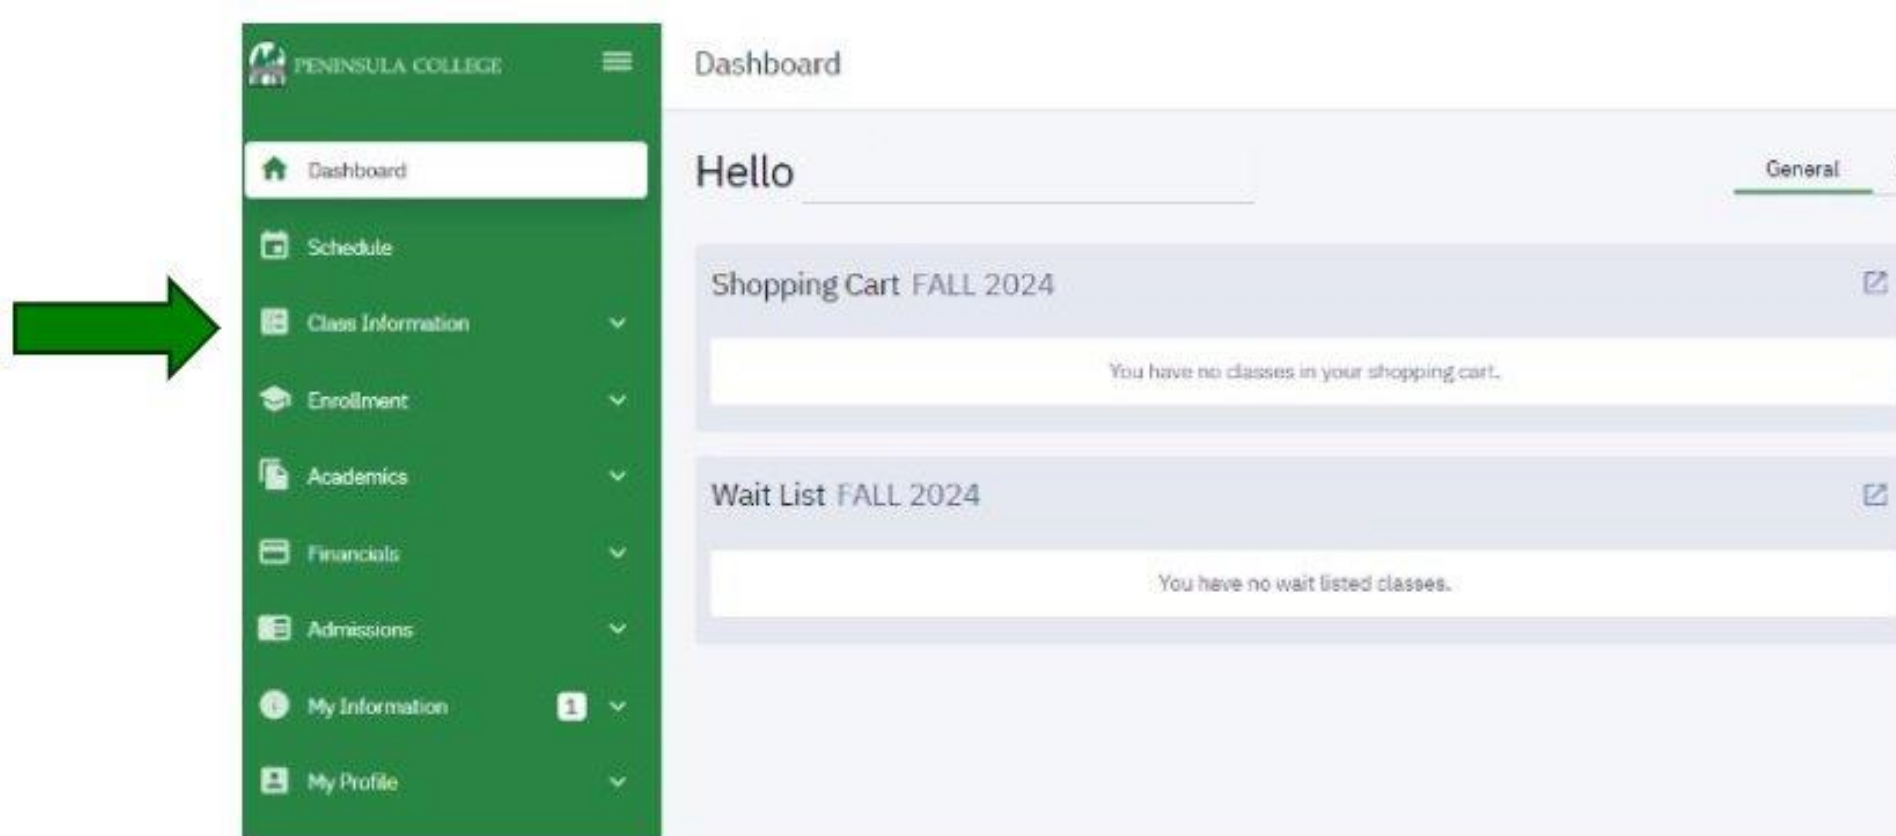 PENINSULA COLLEGE
Dashboard
Schedule
Class Information
Enrollment
Academics
Financials
Admissions
My Information 1
My Profile
Dashboard
Hello
General
Shopping Cart FALL 2024
You have no classes in your shopping cart.
Wait List FALL 2024
You have no wait listed classes.